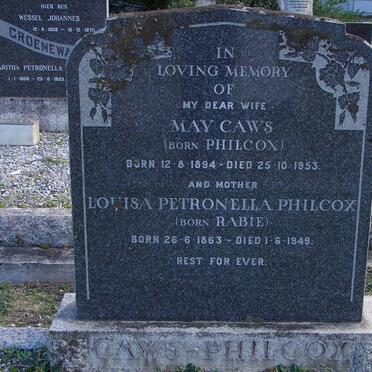 HIER RUS
WESSEL JOHANNES
GROENEWA
PETRONELLA
IN
LOVING MEMORY
OF
MY DEAR WIFE
MAY CAWS
(BORN PHILCOX)
BORN 12·8·1894 – DIED 25·10·1953.
AND MOTHER
LOUISA PETRONELLA PHILCOX
(BORN RABIE)
BORN 26·6·1863 – DIED 1·6·1949.
REST FOR EVER.
CAWS-PHILCOX